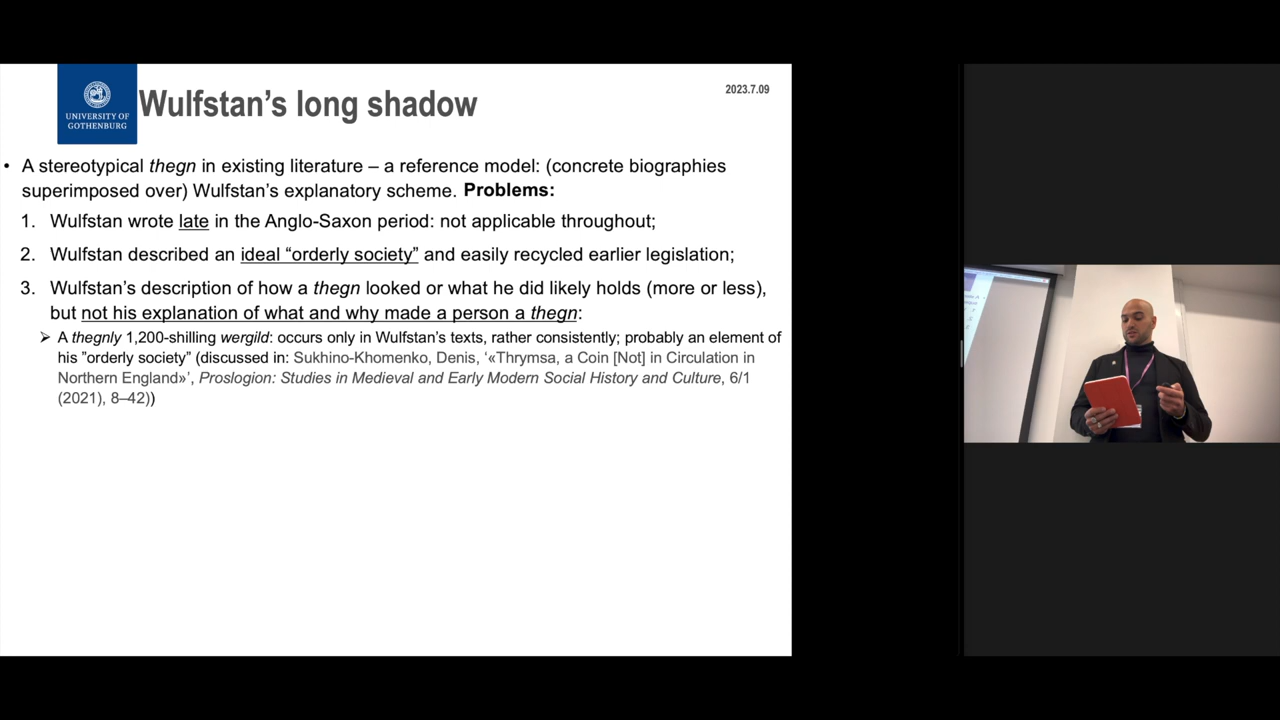 UNIVERSITY OF
GOTHENBURG
Wulfstan's long shadow
2023.7.09
• A stereotypical thegn in existing literature – a reference model: (concrete biographies
superimposed over) Wulfstan's explanatory scheme. Problems:
1. Wulfstan wrote late in the Anglo-Saxon period: not applicable throughout;
2. Wulfstan described an ideal “orderly society” and easily recycled earlier legislation;
3. Wulfstan's description of how a thegn looked or what he did likely holds (more or less),
but not his explanation of what and why made a person a thegn:
➢ A thegnly 1,200-shilling wergild: occurs only in Wulfstan's texts, rather consistently; probably an element of
his ”orderly society” (discussed in: Sukhino-Khomenko, Denis, ‘«Thrymsa, a Coin [Not] in Circulation in
Northern England»’, Proslogion: Studies in Medieval and Early Modern Social History and Culture, 6/1
(2021), 8–42))